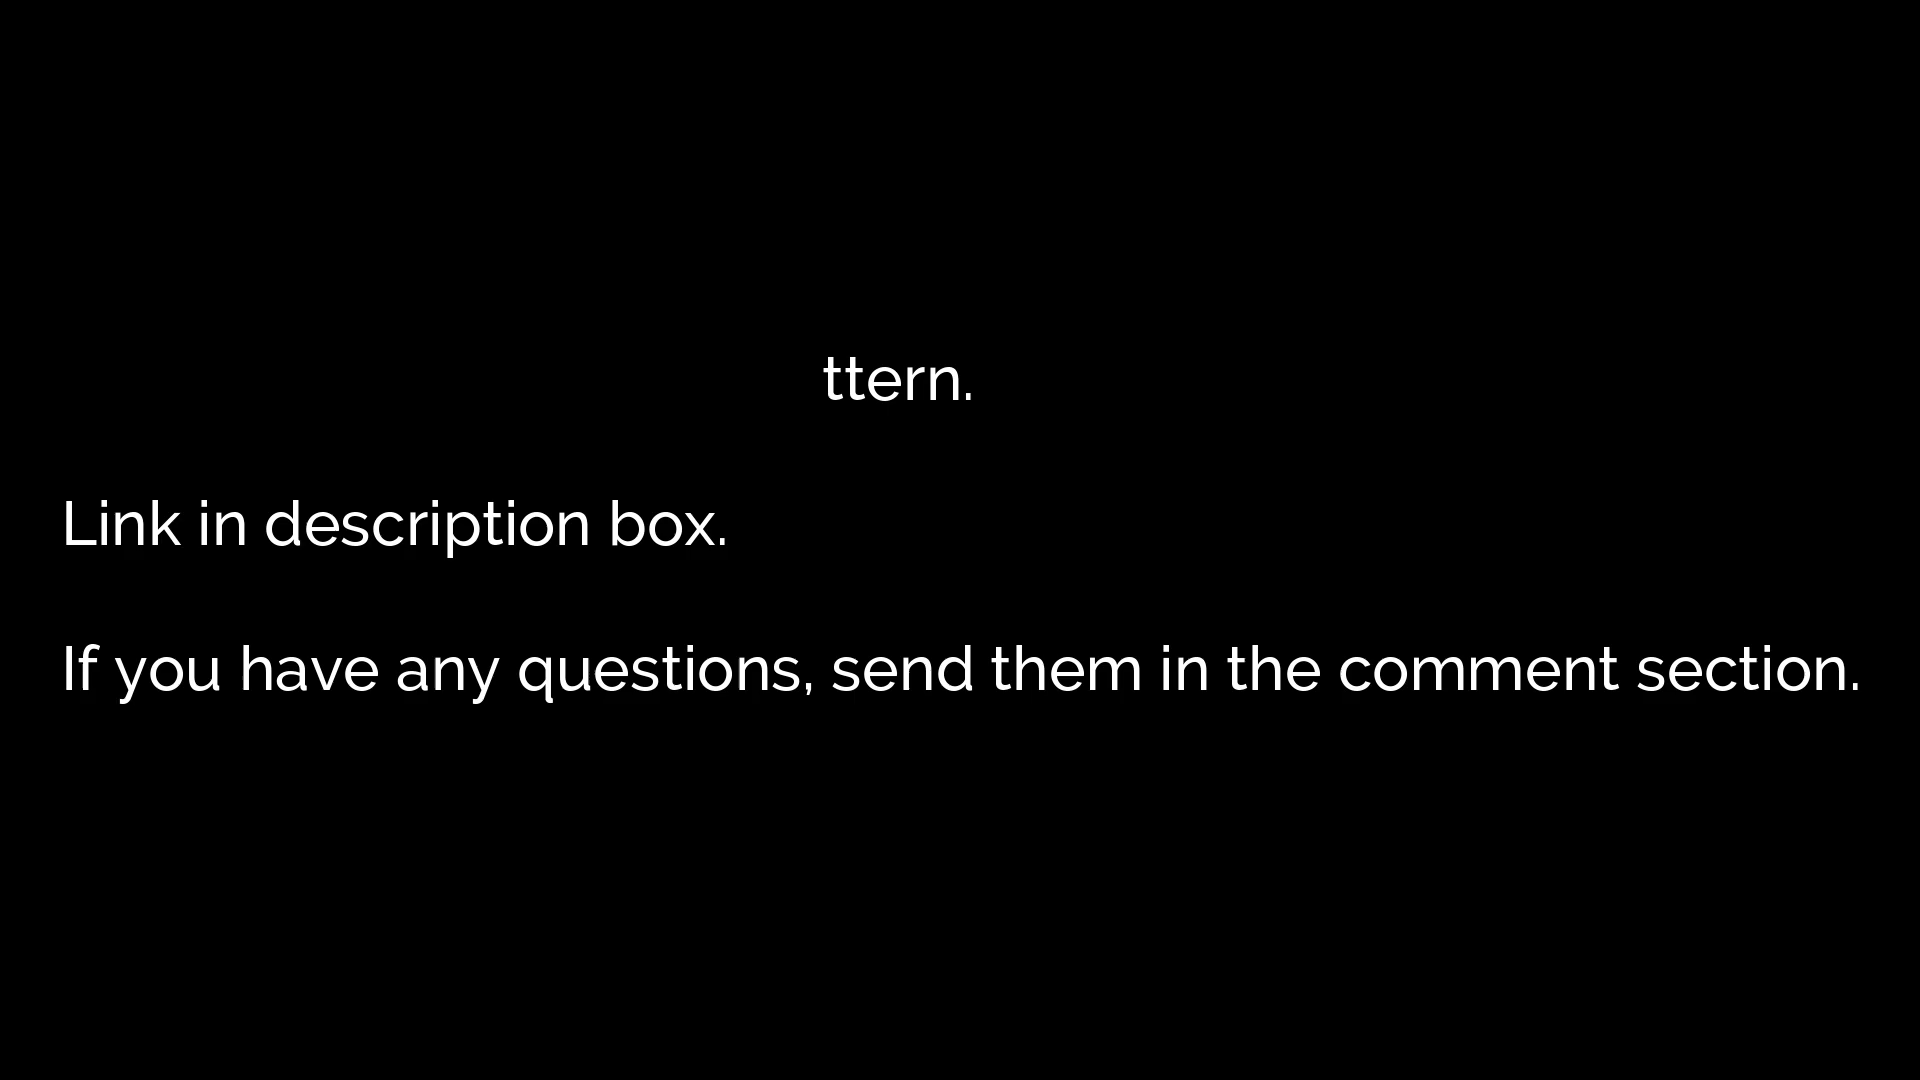 ttern.
Link in description box.
If you have any questions, send them in the comment section.